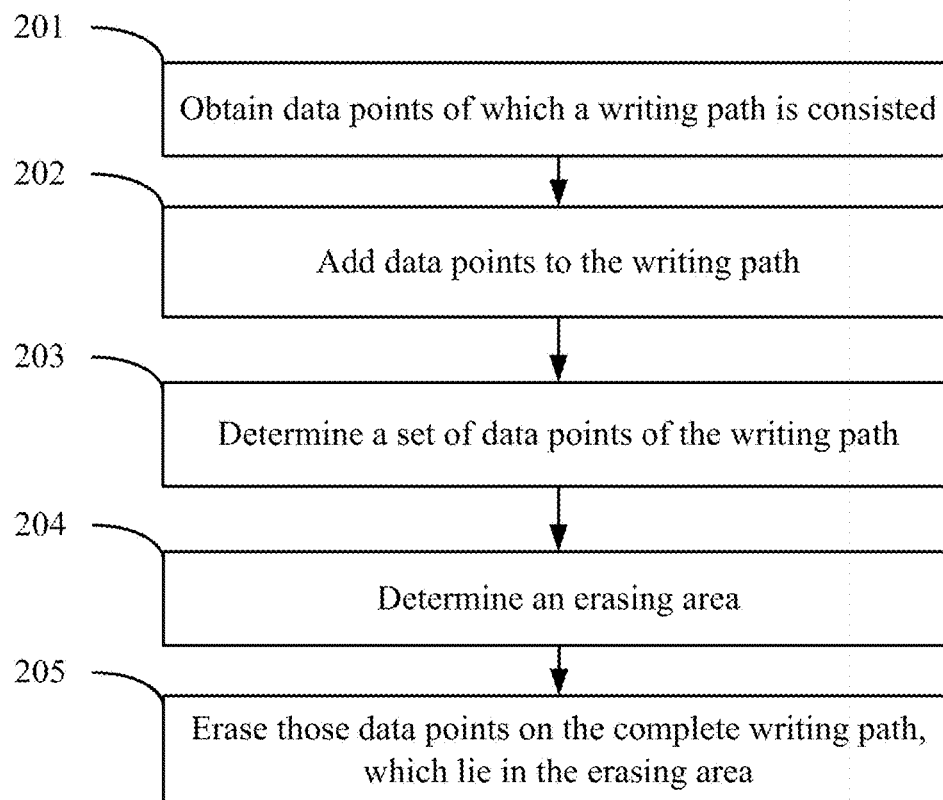 201
Obtain data points of which a writing path is consisted
202
Add data points to the writing path
203
Determine a set of data points of the writing path
204
Determine an erasing area
205
Erase those data points on the complete writing path,
which lie in the erasing area